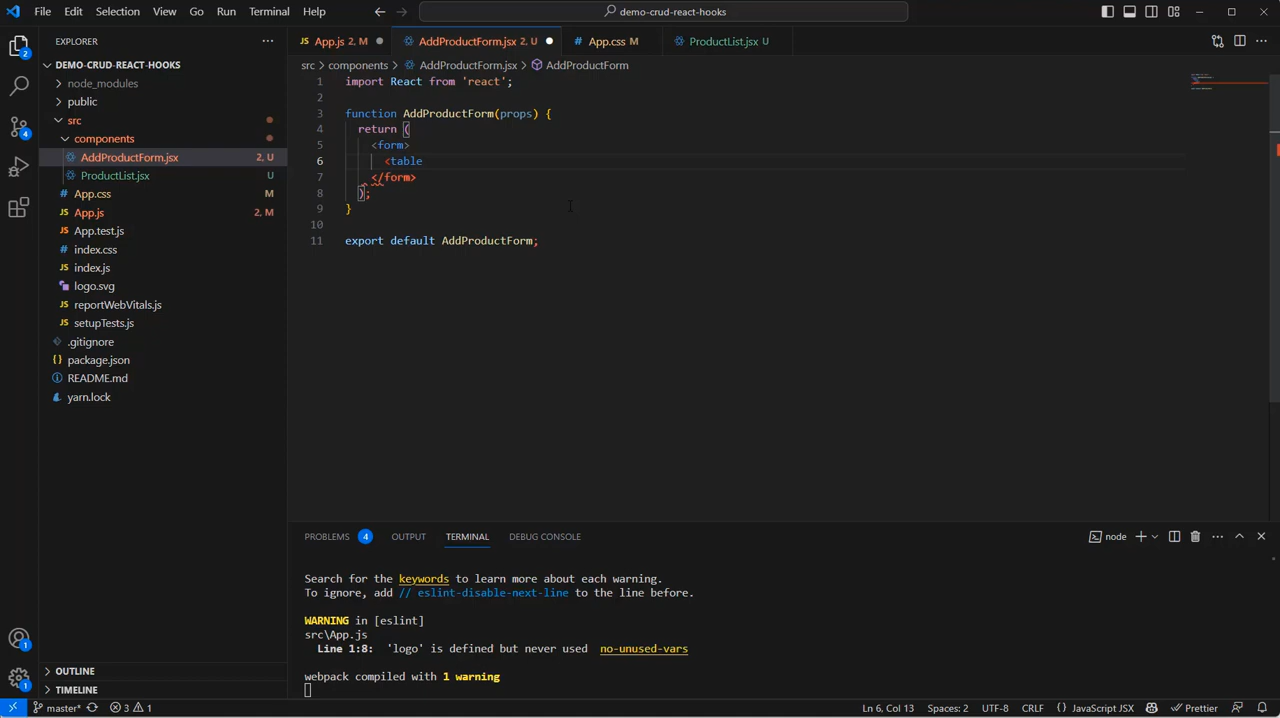 File Edit Selection View Go Run Terminal Help
demo-crud-react-hooks
EXPLORER
App.js 2, M
AddProductForm.jsx 2, U
App.css M
ProductList.jsx U
src > components > AddProductForm.jsx > AddProductForm
DEMO-CRUD-REACT-HOOKS
node_modules
public
src
components
AddProductForm.jsx 2, U
ProductList.jsx U
App.css M
App.js 2, M
App.test.js
index.css
index.js
logo.svg
reportWebVitals.js
setupTests.js
.gitignore
package.json
README.md
yarn.lock
OUTLINE
TIMELINE
1 import React from 'react';
2
3 function AddProductForm(props) {
4 return (
5 <form>
6 <table
7 </form>
8 );
9 }
10
11 export default AddProductForm;
PROBLEMS 4 OUTPUT TERMINAL DEBUG CONSOLE
node
Search for the keywords to learn more about each warning.
To ignore, add // eslint-disable-next-line to the line before.
WARNING in [eslint]
src\App.js
Line 1:8: 'logo' is defined but never used no-unused-vars
webpack compiled with 1 warning
2
4
1
1
master* 3 1
Ln 6, Col 13 Spaces: 2 UTF-8 CRLF {} JavaScript JSX Prettier